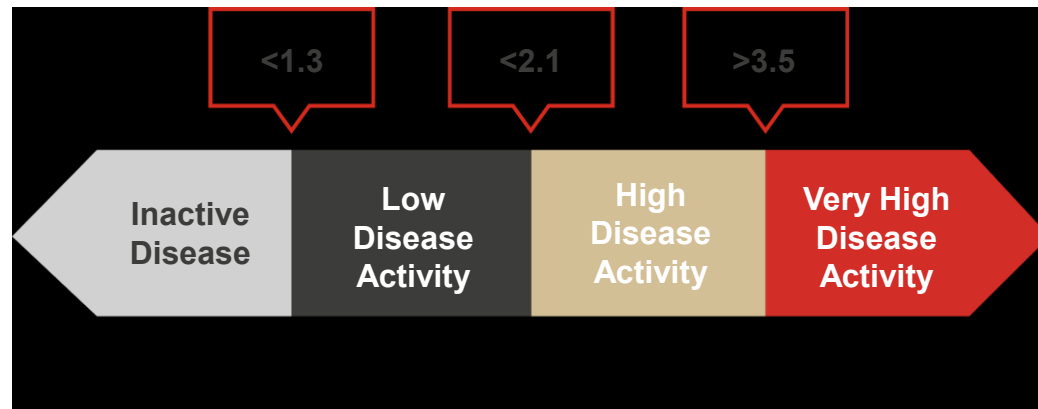 <1.3
<2.1
>3.5
Inactive
Disease
Low
Disease
Activity
High
Disease
Activity
Very High
Disease
Activity